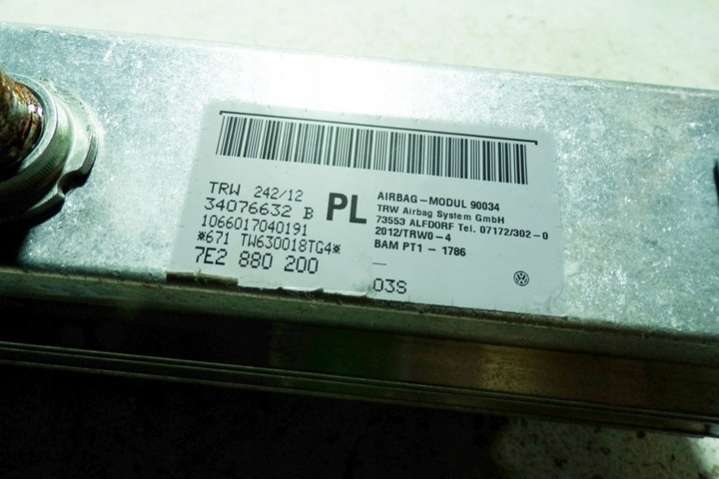 TRW 242/12
34076632 B
1066017040191
*671 TW630018TG4*
7E2 880 200
PL
AIRBAG-MODUL 90034
TRW Airbag System GmbH
73553 ALFDORF Tel. 07172/302-0
2012/TRW0-4
BAM PT1 - 1786
—
03S